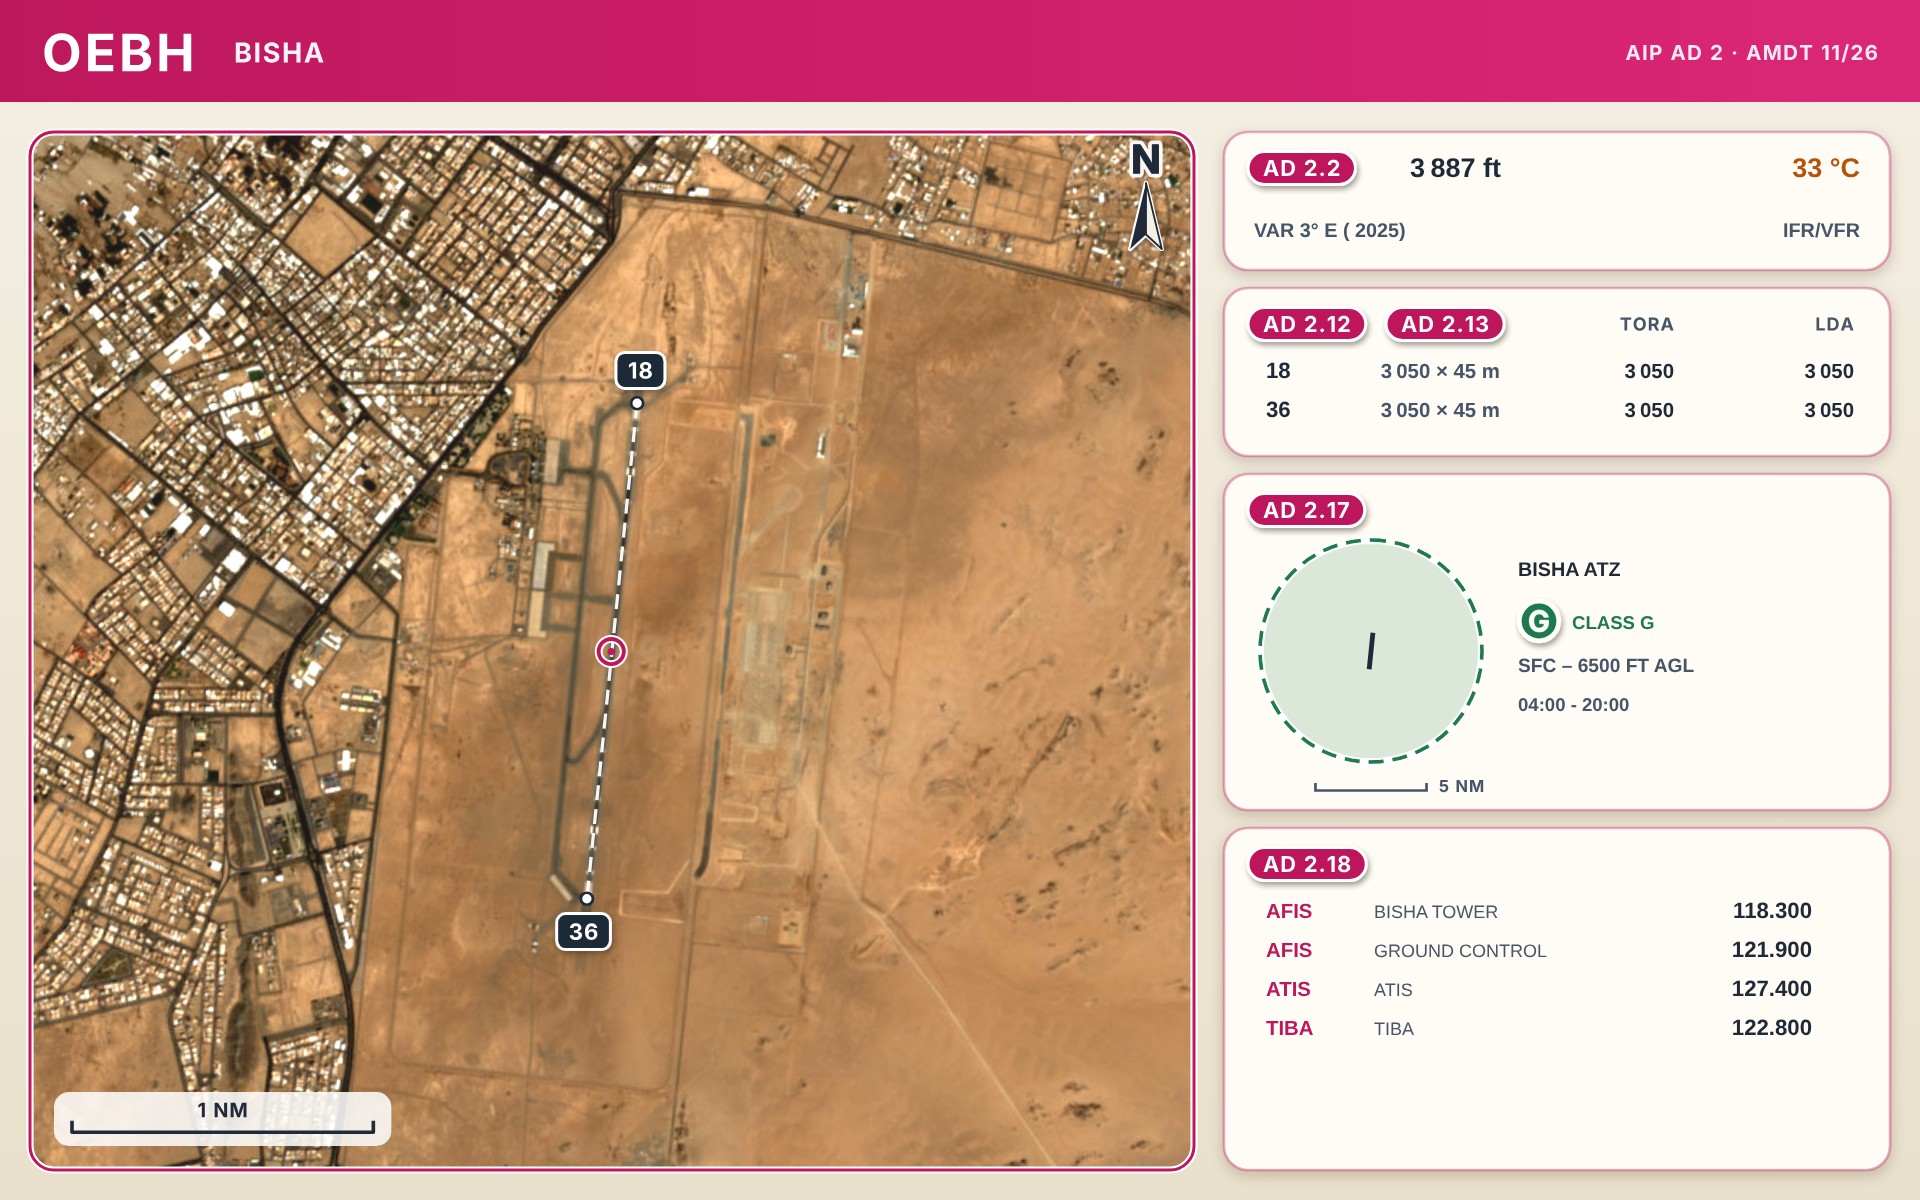 OEBH BISHA AIP AD 2 · AMDT 11/26
N
18
36
1 NM
AD 2.2 3 887 ft 33 °C
VAR 3° E ( 2025) IFR/VFR
AD 2.12 AD 2.13 TORA LDA
18 3 050 × 45 m 3 050 3 050
36 3 050 × 45 m 3 050 3 050
AD 2.17
BISHA ATZ
G CLASS G
SFC – 6500 FT AGL
04:00 - 20:00
5 NM
AD 2.18
AFIS BISHA TOWER 118.300
AFIS GROUND CONTROL 121.900
ATIS ATIS 127.400
TIBA TIBA 122.800